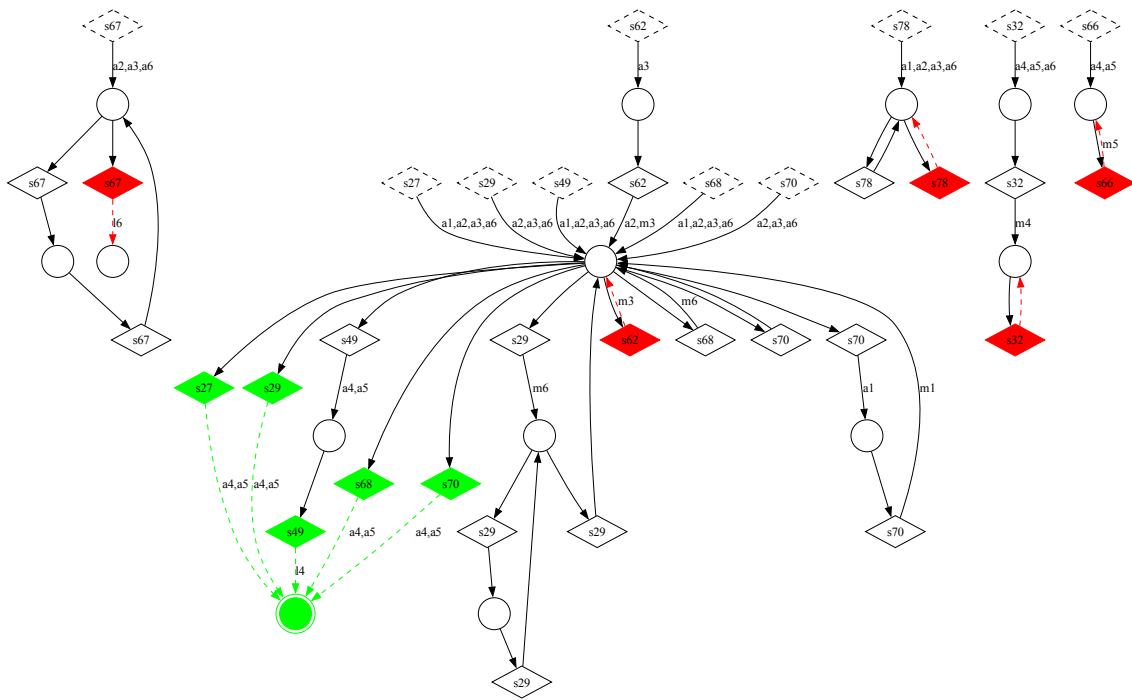 s67 s62 s78 s32 s66
a2,a3,a6 a3 a1,a2,a3,a6 a4,a5,a6 a4,a5
m5
s67 s67 s27 s29 s49 s62 s68 s70 s78 s78 s32 s66
l6 a1,a2,a3,a6 a2,a3,a6 a1,a2,a3,a6 a2,m3 a1,a2,a3,a6 a2,a3,a6 m4
m3 m6
s67 s49 s29 s62 s68 s70 s70 s32
s27 s29 a4,a5 m6 a1 m1
a4,a5 a4,a5 s68 s70
s49 a4,a5 a4,a5 s29 s29 s70
l4
s29